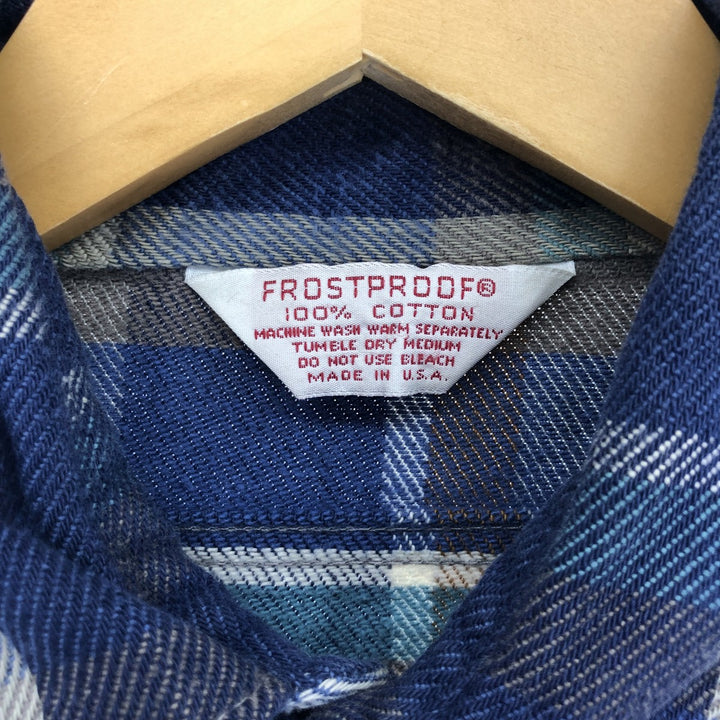 FROSTPROOF®
100% COTTON
MACHINE WASH WARM SEPARATELY
TUMBLE DRY MEDIUM
DO NOT USE BLEACH
MADE IN U.S.A.